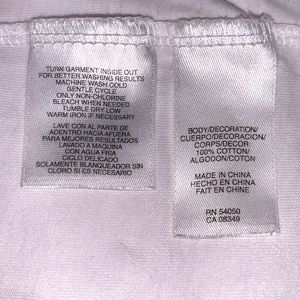 TURN GARMENT INSIDE OUT
FOR BETTER WASHING RESULTS
MACHINE WASH COLD
GENTLE CYCLE
ONLY NON-CHLORINE
BLEACH WHEN NEEDED
TUMBLE DRY LOW
WARM IRON IF NECESSARY
LAVE CON AL PARTE DE
ADENTRO HACIA AFUERA
PARA MEJORES RESULTADOS
LAVADO A MAQUINA
CON AGUA FRIA
CICLO DELICADO
SOLAMENTE BLANQUEADOR SIN
CLORO SI ES NECESARIO
BODY/DECORATION/
CUERPO/DECORACION/
CORPS/DECOR:
100% COTTON/
ALGODON/COTON
MADE IN CHINA
HECHO EN CHINA
FAIT EN CHINE
RN 54050
CA 08349